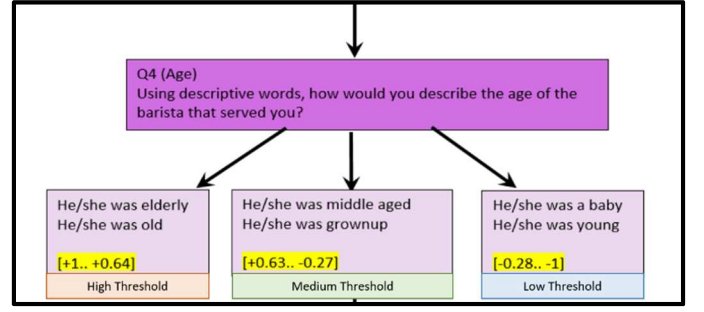 Q4 (Age)
Using descriptive words, how would you describe the age of the
barista that served you?
He/she was elderly
He/she was old
[+1.. +0.64]
High Threshold
He/she was middle aged
He/she was grownup
[+0.63.. -0.27]
Medium Threshold
He/she was a baby
He/she was young
[-0.28.. -1]
Low Threshold